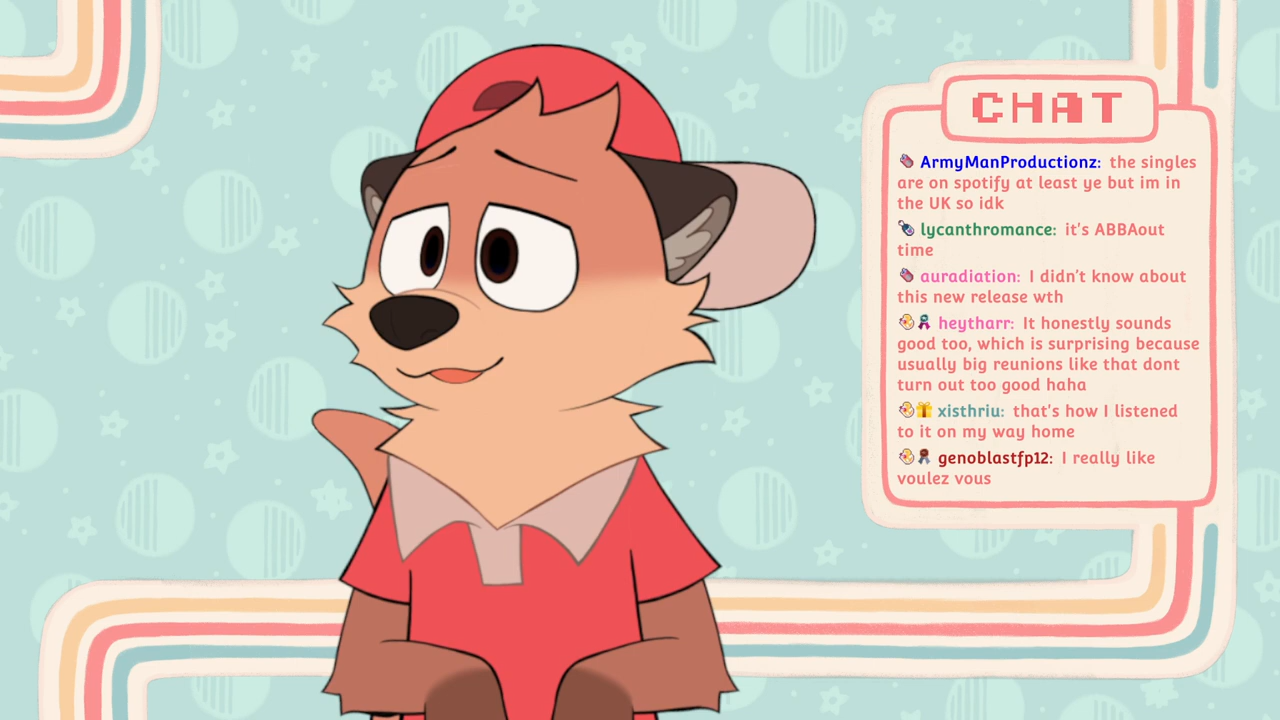 CHAT
ArmyManProductionz: the singles
are on spotify at least ye but im in
the UK so idk
lycanthromance: it's ABBAout
time
auradiation: I didn't know about
this new release wth
heytharr: It honestly sounds
good too, which is surprising because
usually big reunions like that dont
turn out too good haha
xisthriu: that's how I listened
to it on my way home
genoblastfp12: I really like
voulez vous